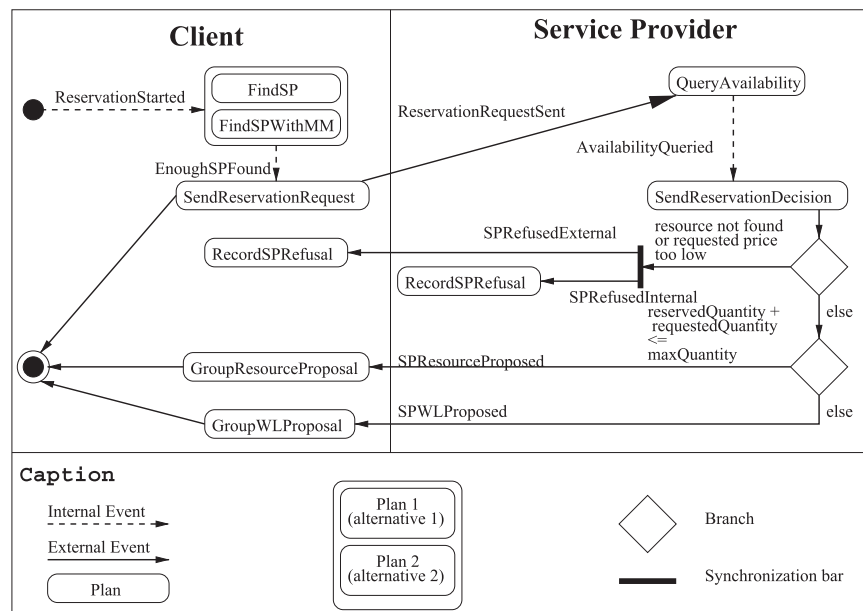 Client
Service Provider
ReservationStarted
FindSP
FindSPWithMM
EnoughSPFound
SendReservationRequest
ReservationRequestSent
QueryAvailability
AvailabilityQueried
SendReservationDecision
resource not found
or requested price
too low
SPRefusedExternal
RecordSPRefusal
RecordSPRefusal
SPRefusedInternal
else
reservedQuantity +
requestedQuantity
<=
maxQuantity
SPResourceProposed
GroupResourceProposal
SPWLProposed
else
GroupWLProposal
Caption
Internal Event
External Event
Plan
Plan 1
(alternative 1)
Plan 2
(alternative 2)
Branch
Synchronization bar